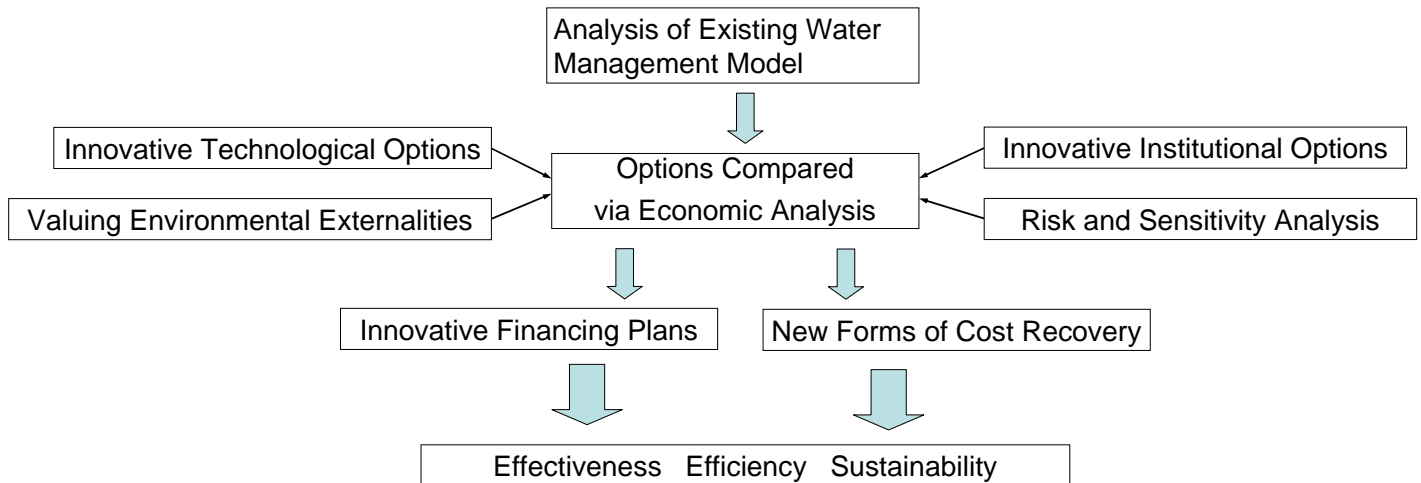 Analysis of Existing Water
Management Model
Innovative Technological Options
Innovative Institutional Options
Options Compared
via Economic Analysis
Valuing Environmental Externalities
Risk and Sensitivity Analysis
Innovative Financing Plans
New Forms of Cost Recovery
Effectiveness Efficiency Sustainability